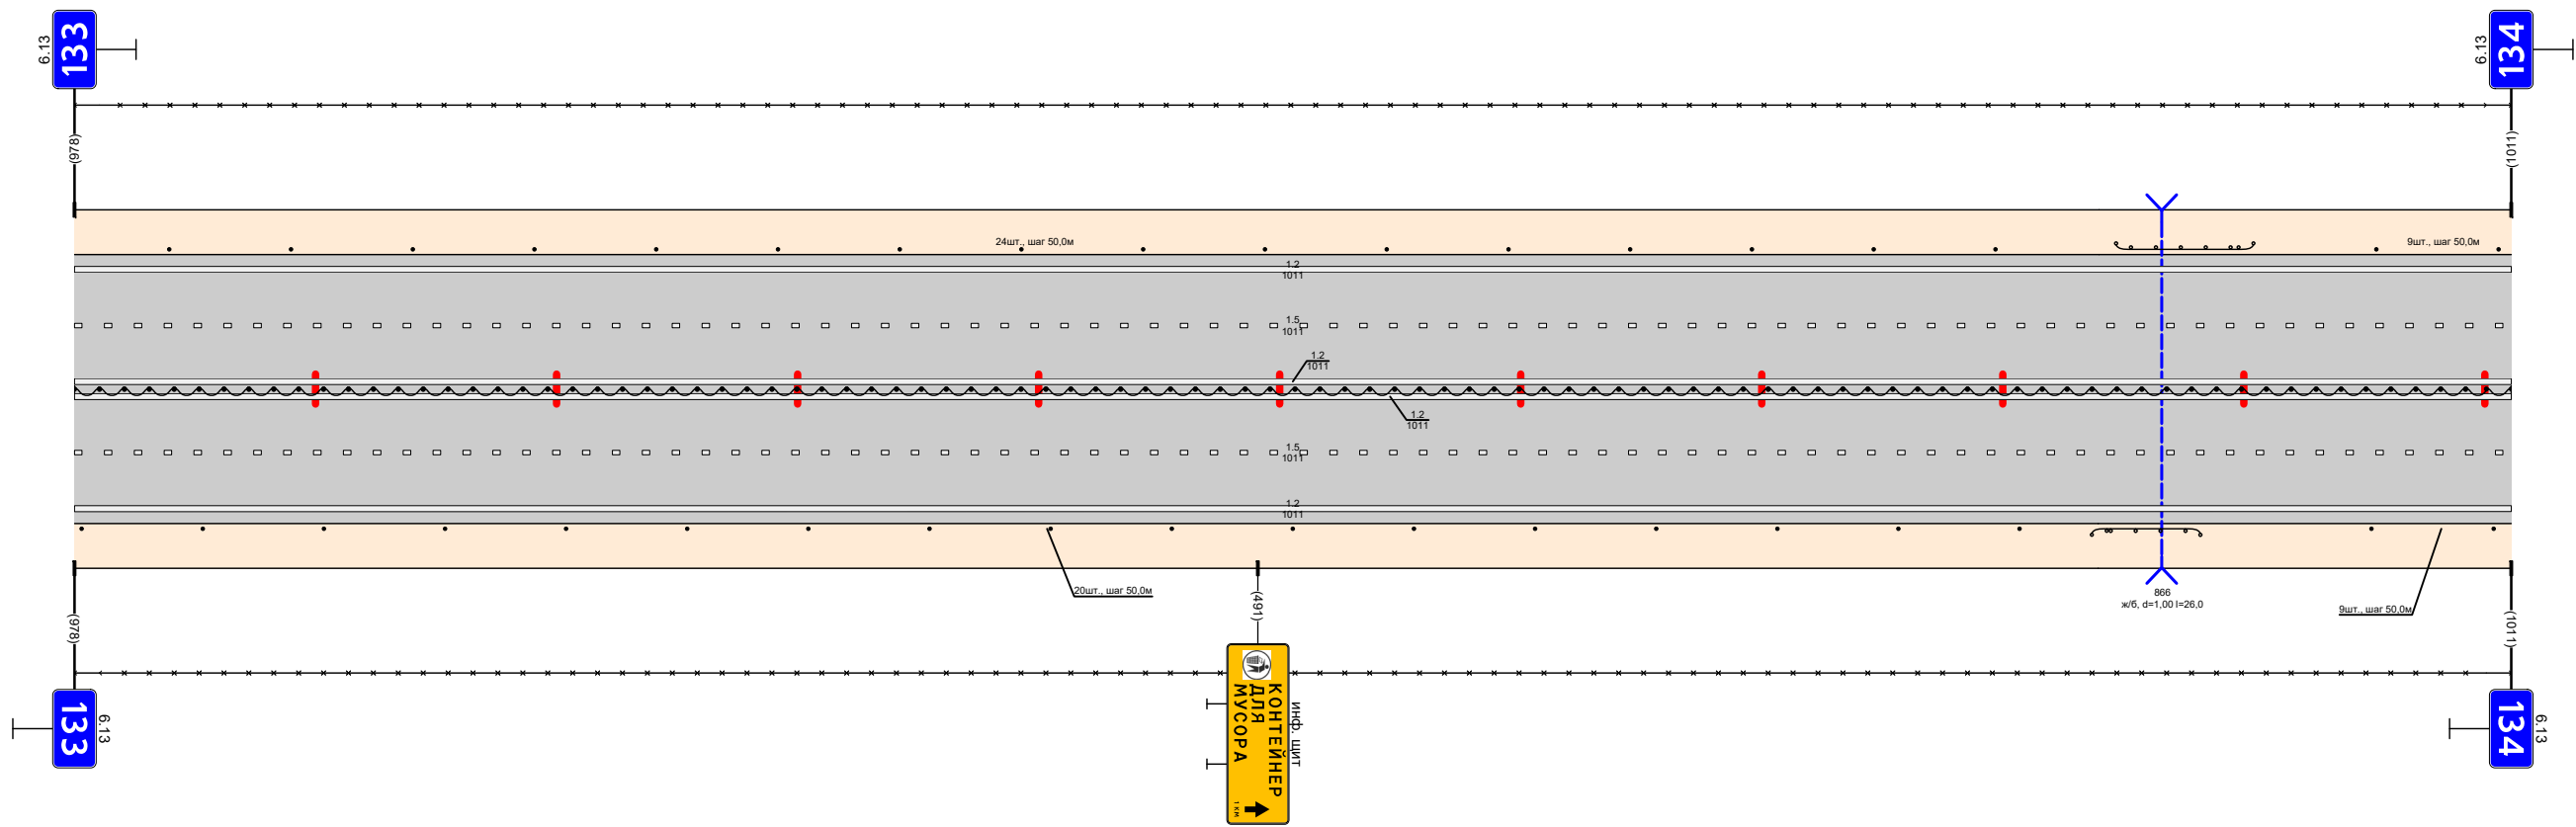 6.13
133
6.13
134
(978)
(1011)
24шт., шаг 50,0м
9шт., шаг 50,0м
1.2
1011
1.5
1011
1.2
1011
1.2
1011
1.5
1011
1.2
1011
20шт., шаг 50,0м
(491)
866
ж/б, d=1,00 l=26,0
9шт., шаг 50,0м
(978)
(1011)
133
6.13
КОНТЕЙНЕР
ДЛЯ
МУСОРА
1 КМ
инф. щит
134
6.13